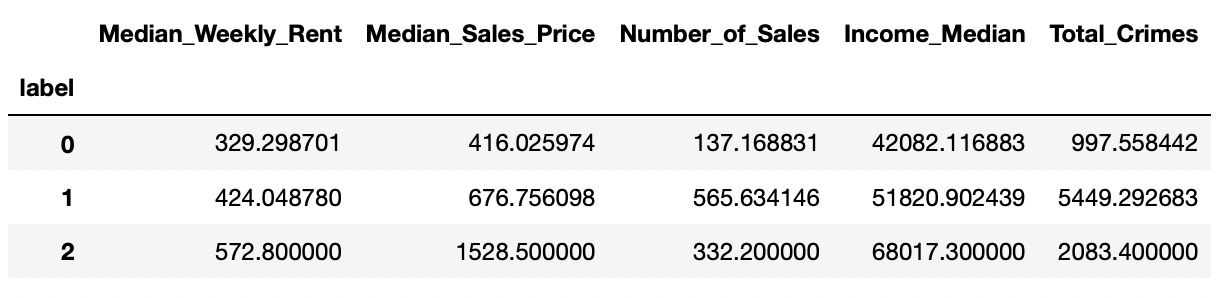 Median_Weekly_Rent Median_Sales_Price Number_of_Sales Income_Median Total_Crimes
label
0 329.298701 416.025974 137.168831 42082.116883 997.558442
1 424.048780 676.756098 565.634146 51820.902439 5449.292683
2 572.800000 1528.500000 332.200000 68017.300000 2083.400000